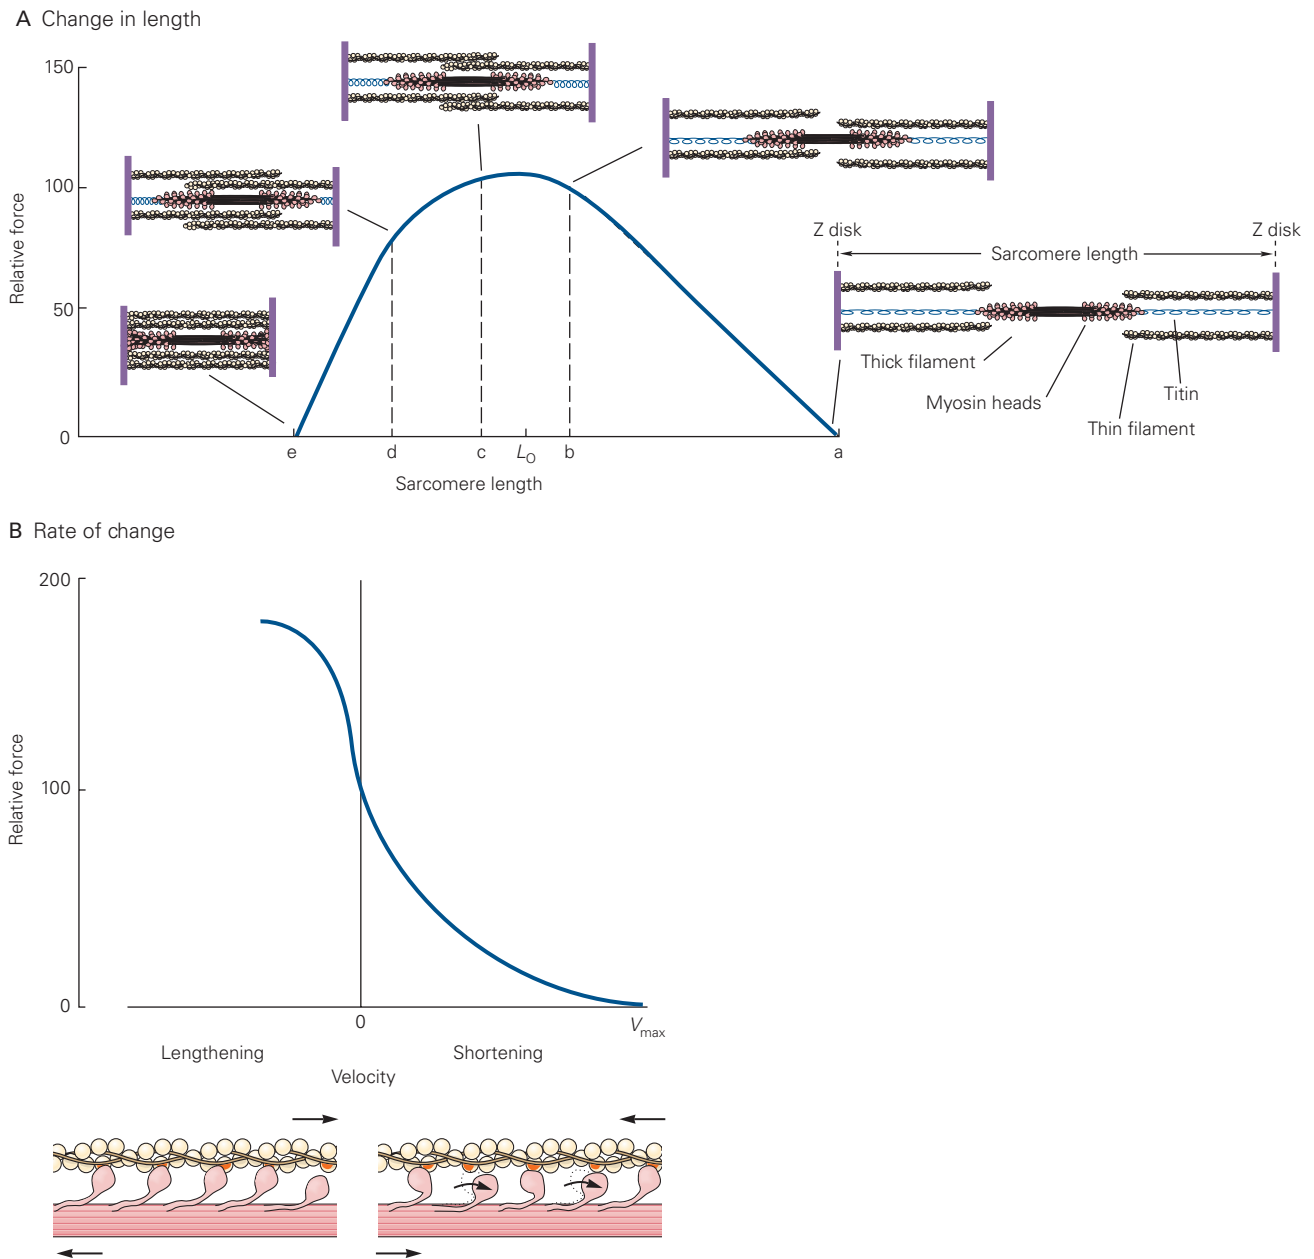 A Change in length
150
100
50
0
Relative force
e
d
c
L₀
b
a
Sarcomere length
Z disk
Z disk
Sarcomere length
Thick filament
Myosin heads
Titin
Thin filament
B Rate of change
200
100
0
Relative force
0
Vmax
Lengthening
Shortening
Velocity